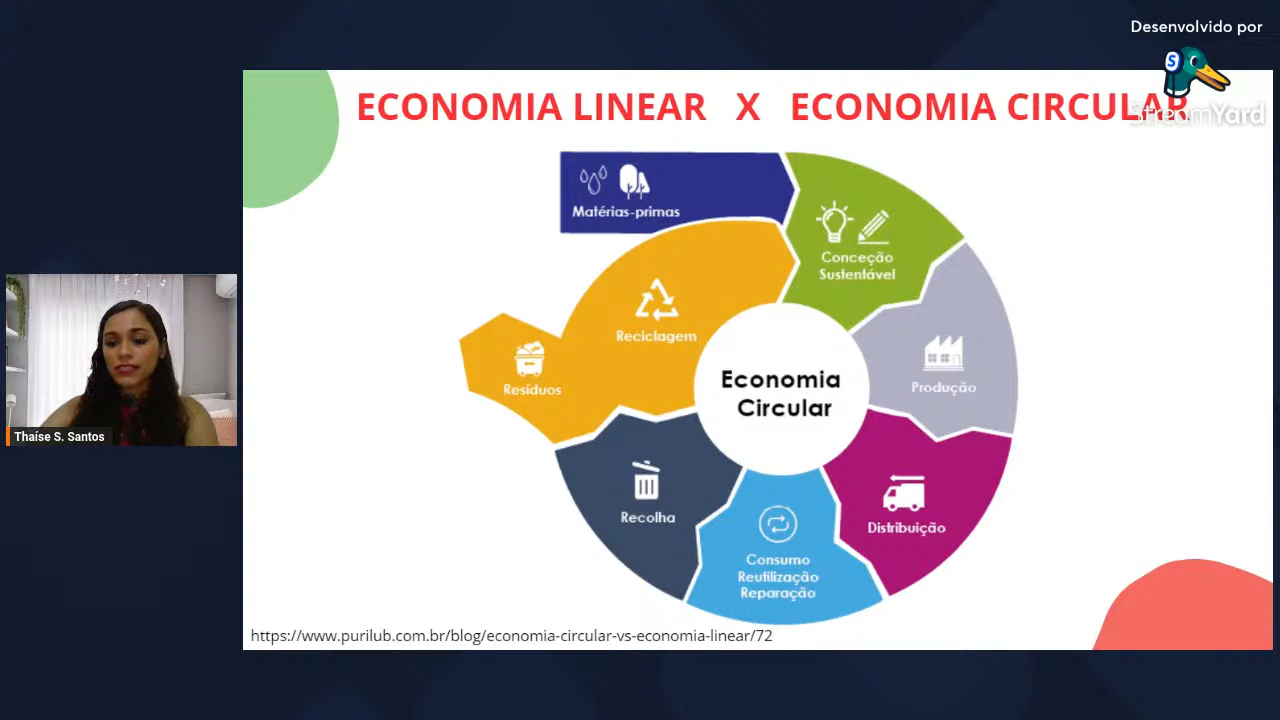 Desenvolvido por
StreamYard
ECONOMIA LINEAR X ECONOMIA CIRCULAR
Matérias-primas
Conceção
Sustentável
Reciclagem
Produção
Resíduos
Economia
Circular
Recolha
Distribuição
Consumo
Reutilização
Reparação
Thaíse S. Santos
https://www.purilub.com.br/blog/economia-circular-vs-economia-linear/72